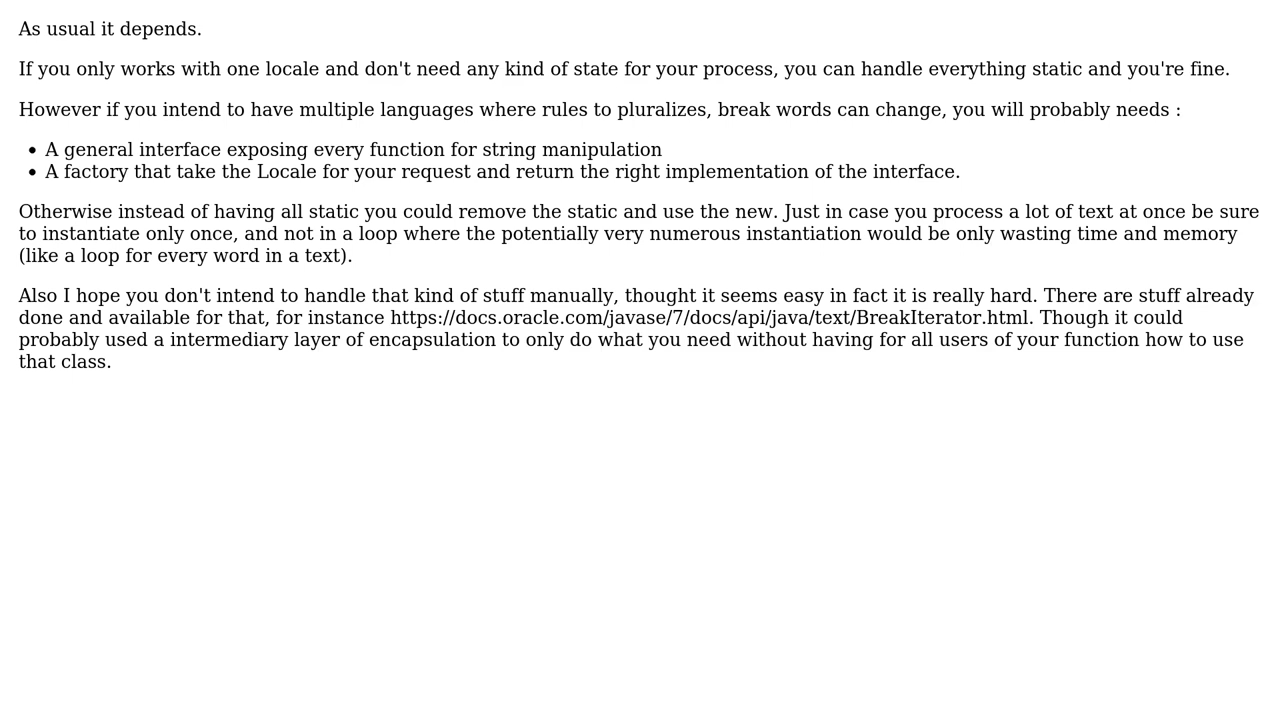 As usual it depends.
If you only works with one locale and don't need any kind of state for your process, you can handle everything static and you're fine.
However if you intend to have multiple languages where rules to pluralizes, break words can change, you will probably needs :
• A general interface exposing every function for string manipulation
• A factory that take the Locale for your request and return the right implementation of the interface.
Otherwise instead of having all static you could remove the static and use the new. Just in case you process a lot of text at once be sure
to instantiate only once, and not in a loop where the potentially very numerous instantiation would be only wasting time and memory
(like a loop for every word in a text).
Also I hope you don't intend to handle that kind of stuff manually, thought it seems easy in fact it is really hard. There are stuff already
done and available for that, for instance https://docs.oracle.com/javase/7/docs/api/java/text/BreakIterator.html. Though it could
probably used a intermediary layer of encapsulation to only do what you need without having for all users of your function how to use
that class.